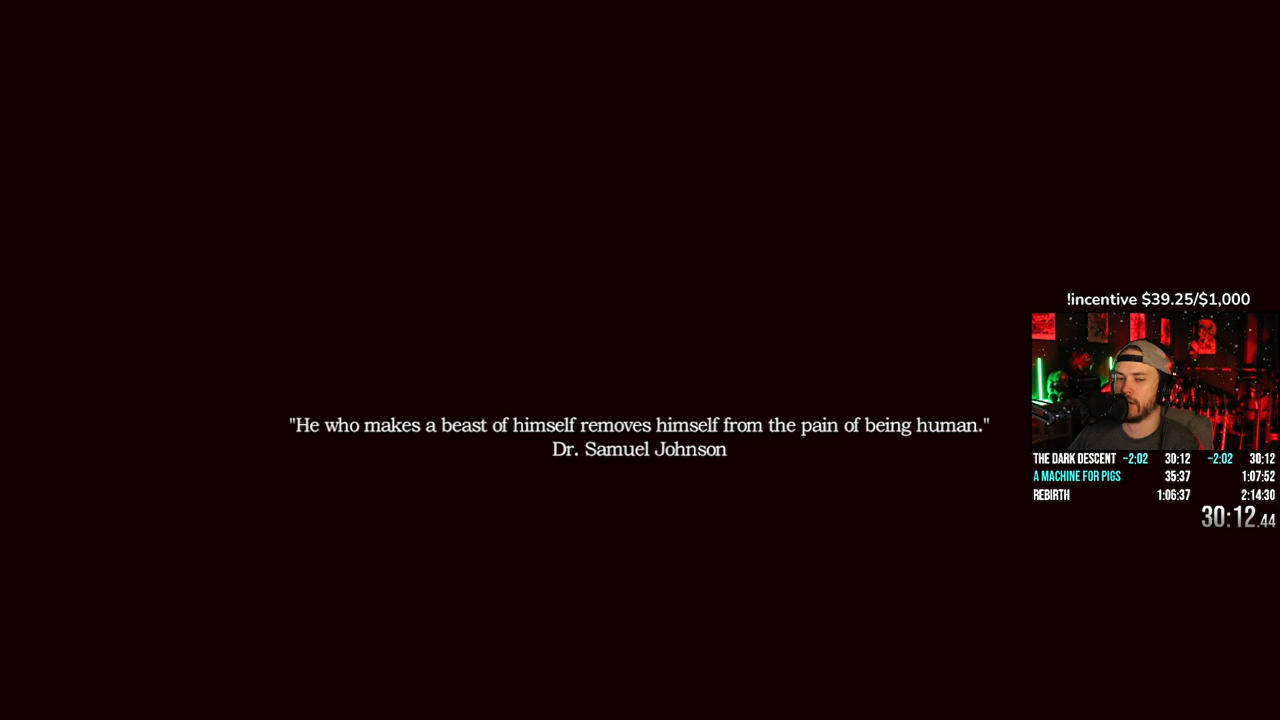 !incentive $39.25/$1,000
"He who makes a beast of himself removes himself from the pain of being human."
Dr. Samuel Johnson
THE DARK DESCENT -2:02 30:12 -2:02 30:12
A MACHINE FOR PIGS 35:37 1:07:52
REBIRTH 1:06:37 2:14:30
30:12.44